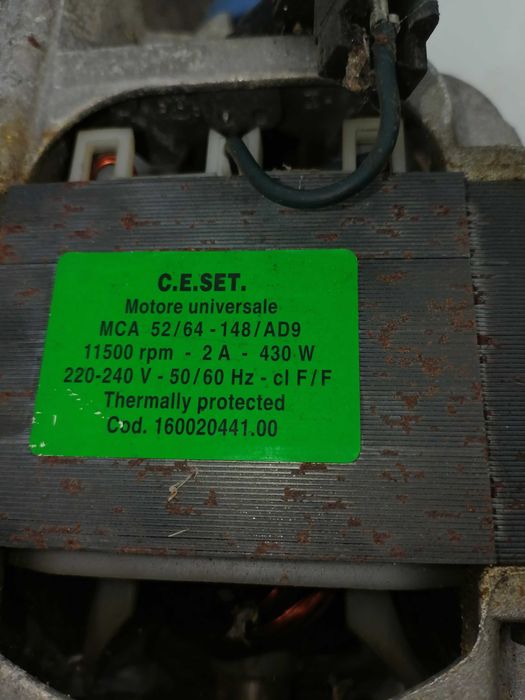 C.E.SET.
Motore universale
MCA 52/64 -148/AD9
11500 rpm - 2 A - 430 W
220-240 V - 50/60 Hz - cl F/F
Thermally protected
Cod. 160020441.00